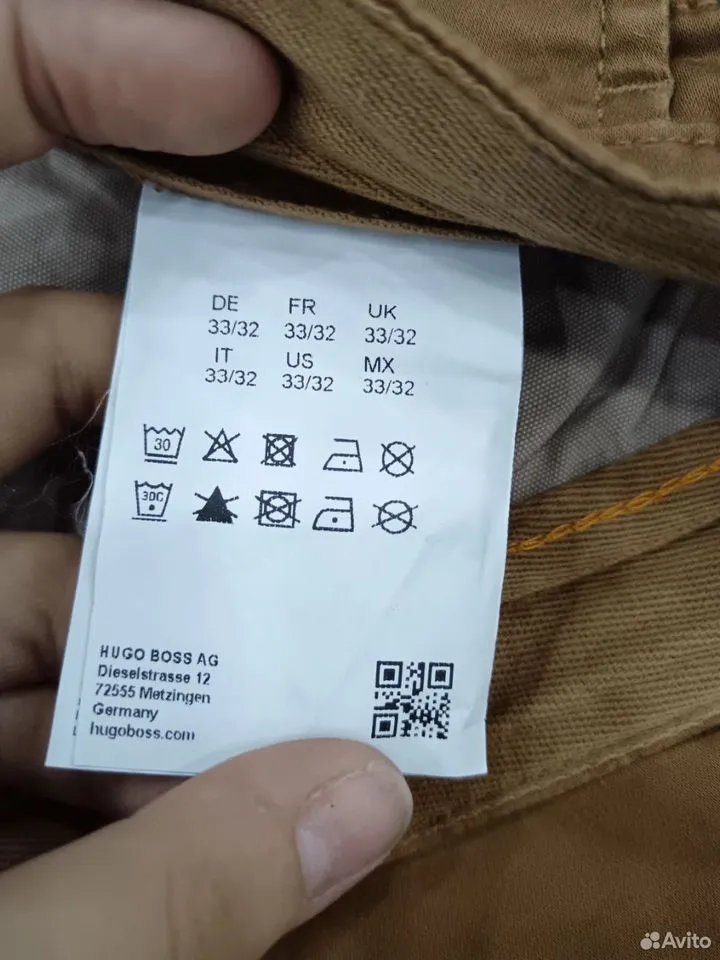 DE FR UK
33/32 33/32 33/32
IT US MX
33/32 33/32 33/32
30
30C
HUGO BOSS AG
Dieselstrasse 12
72555 Metzingen
Germany
hugoboss.com
Avito